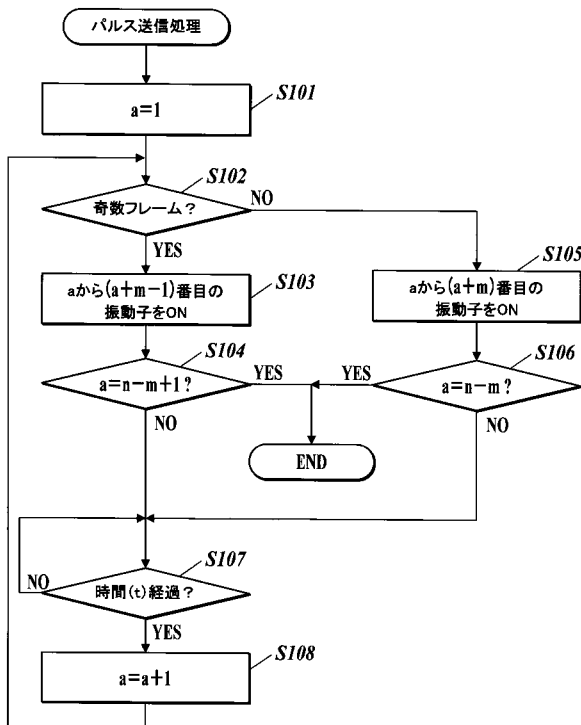 パルス送信処理
S101
a=1
S102
奇数フレーム?
NO
YES
S103
aから(a+m−1)番目の
振動子をON
S105
aから(a+m)番目の
振動子をON
S104
a=n−m+1?
YES
NO
S106
a=n−m?
YES
NO
END
S107
時間(t)経過?
NO
YES
S108
a=a+1